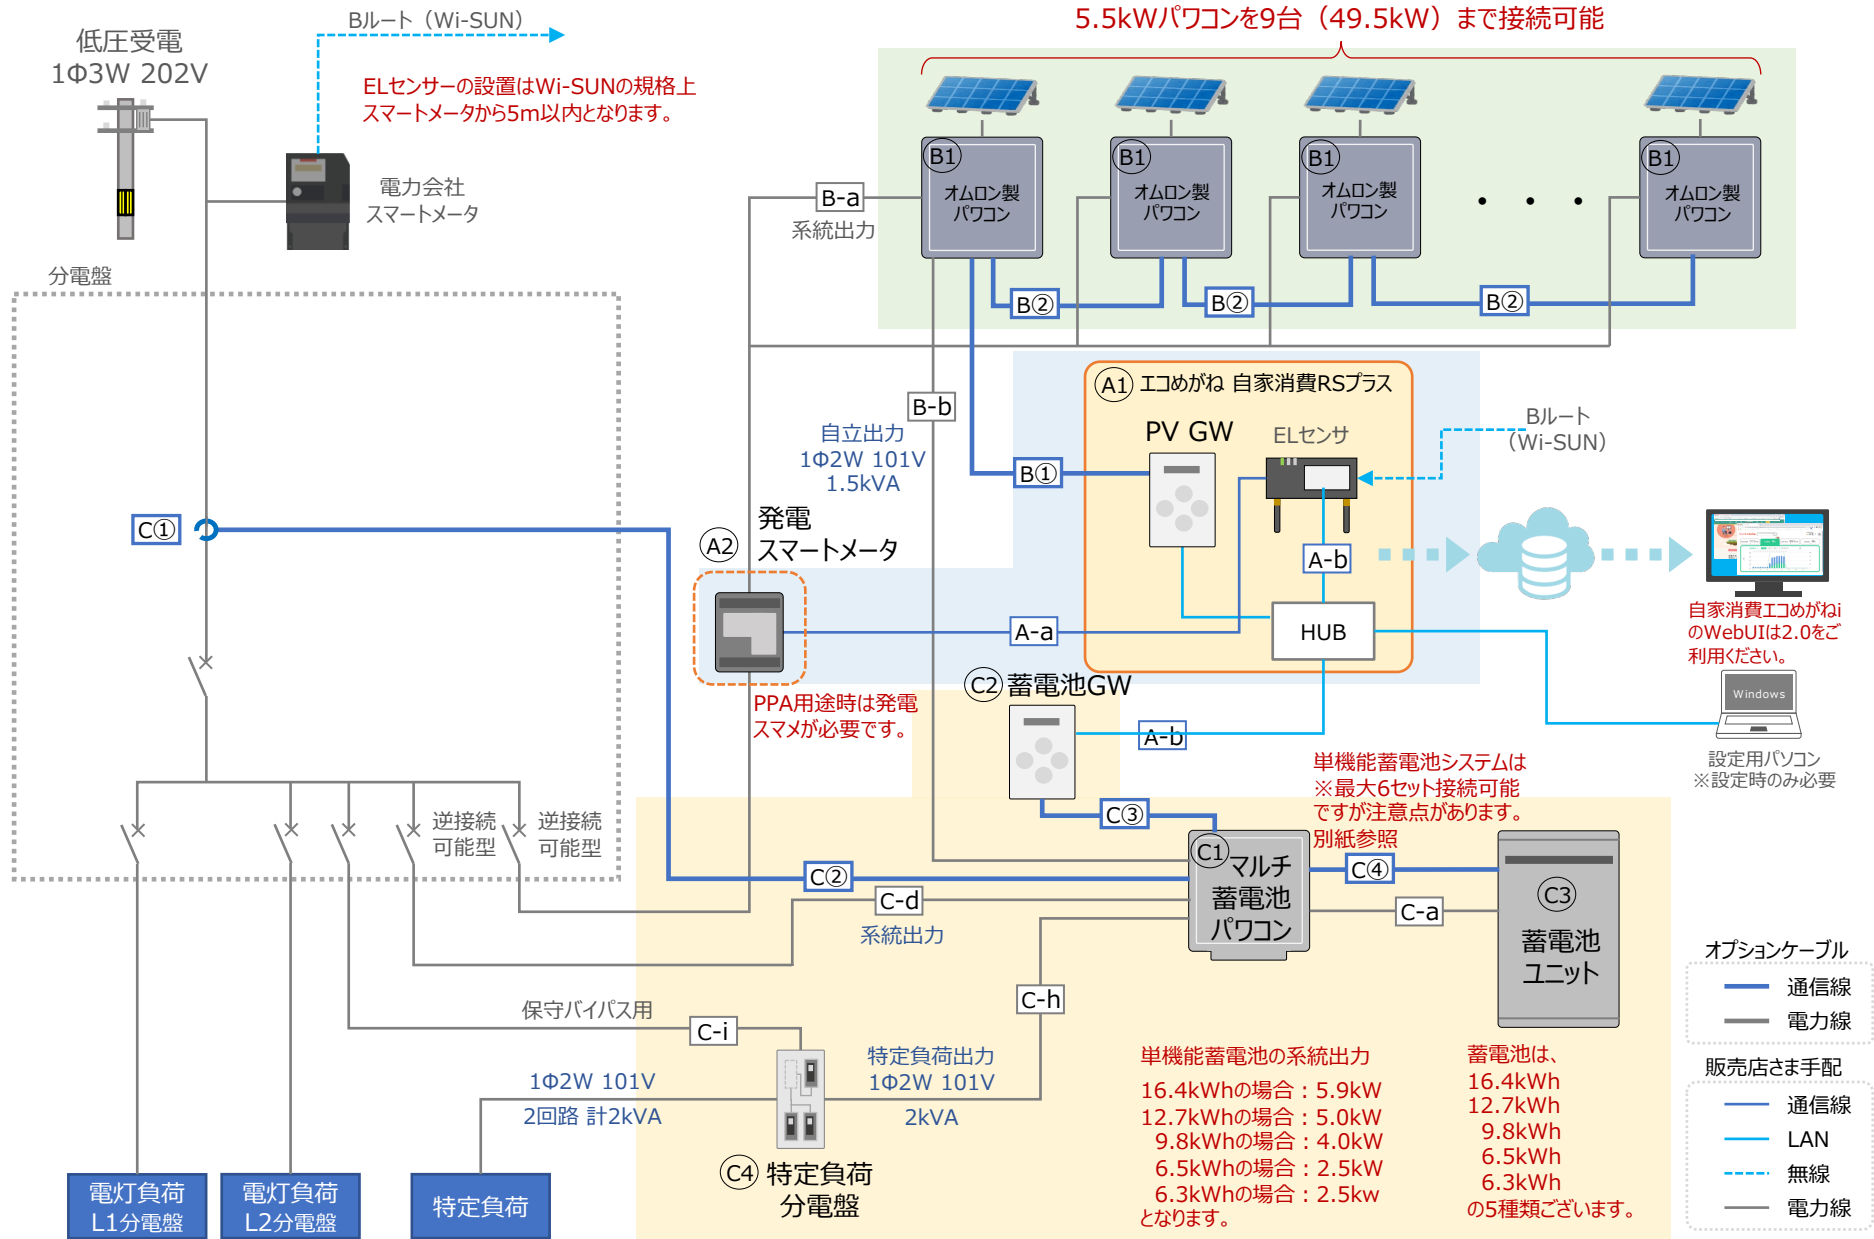 Bルート（Wi-SUN）
5.5kWパワコンを9台（49.5kW）まで接続可能
低圧受電
1Φ3W 202V
ELセンサーの設置はWi-SUNの規格上
スマートメータから5m以内となります。
電力会社
スマートメータ
B1
オムロン製
パワコン
B1
オムロン製
パワコン
B1
オムロン製
パワコン
・・・
B1
オムロン製
パワコン
B-a
系統出力
分電盤
B②
B②
B②
A1 エコめがね 自家消費RSプラス
B-b
PV GW
ELセンサ
Bルート
（Wi-SUN）
自立出力
1Φ2W 101V
1.5kVA
B①
C①
A2
発電
スマートメータ
A-b
A-a
HUB
自家消費エコめがねi
のWebUIは2.0をご
利用ください。
Windows
設定用パソコン
※設定時のみ必要
PPA用途時は発電
スマメが必要です。
C2 蓄電池GW
A-b
単機能蓄電池システムは
※最大6セット接続可能
ですが注意点があります。
別紙参照
逆接続
可能型
逆接続
可能型
C③
C1
マルチ
蓄電池
パワコン
C②
C④
C-d
系統出力
C-a
C3
蓄電池
ユニット
C-h
保守バイパス用
C-i
特定負荷出力
1Φ2W 101V
2kVA
1Φ2W 101V
2回路 計2kVA
C4 特定負荷
分電盤
電灯負荷
L1分電盤
電灯負荷
L2分電盤
特定負荷
単機能蓄電池の系統出力
16.4kWhの場合：5.9kW
12.7kWhの場合：5.0kW
9.8kWhの場合：4.0kW
6.5kWhの場合：2.5kW
6.3kWhの場合：2.5kw
となります。
蓄電池は、
16.4kWh
12.7kWh
9.8kWh
6.5kWh
6.3kWh
の5種類ございます。
オプションケーブル
通信線
電力線
販売店さま手配
通信線
LAN
無線
電力線